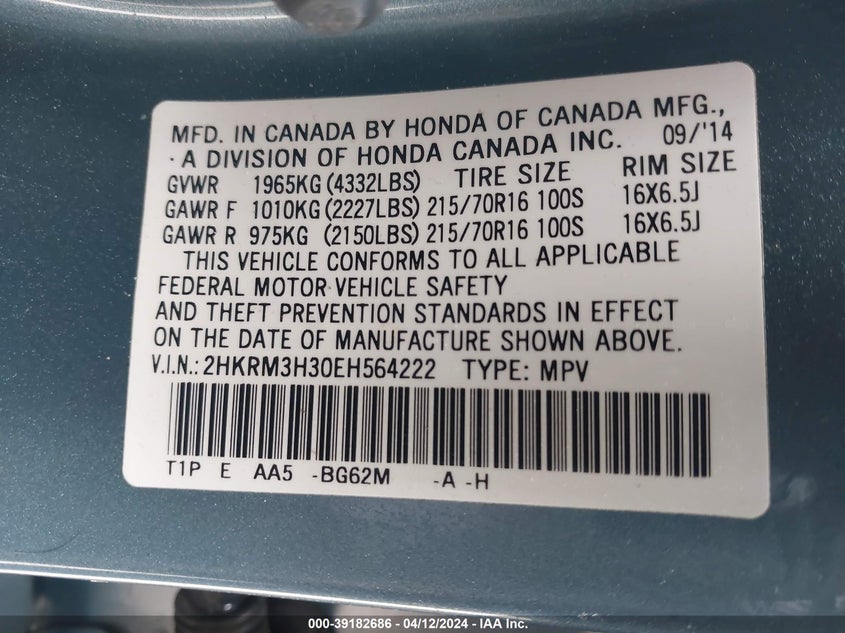 MFD. IN CANADA BY HONDA OF CANADA MFG.,
·A DIVISION OF HONDA CANADA INC. 09/'14
GVWR 1965KG (4332LBS) TIRE SIZE RIM SIZE
GAWR F 1010KG (2227LBS) 215/70R16 100S 16X6.5J
GAWR R 975KG (2150LBS) 215/70R16 100S 16X6.5J
THIS VEHICLE CONFORMS TO ALL APPLICABLE
FEDERAL MOTOR VEHICLE SAFETY
AND THEFT PREVENTION STANDARDS IN EFFECT
ON THE DATE OF MANUFACTURE SHOWN ABOVE.
V.I.N.: 2HKRM3H30EH564222 TYPE: MPV
T1P E AA5 -BG62M -A -H
000-39182686 - 04/12/2024 - IAA Inc.